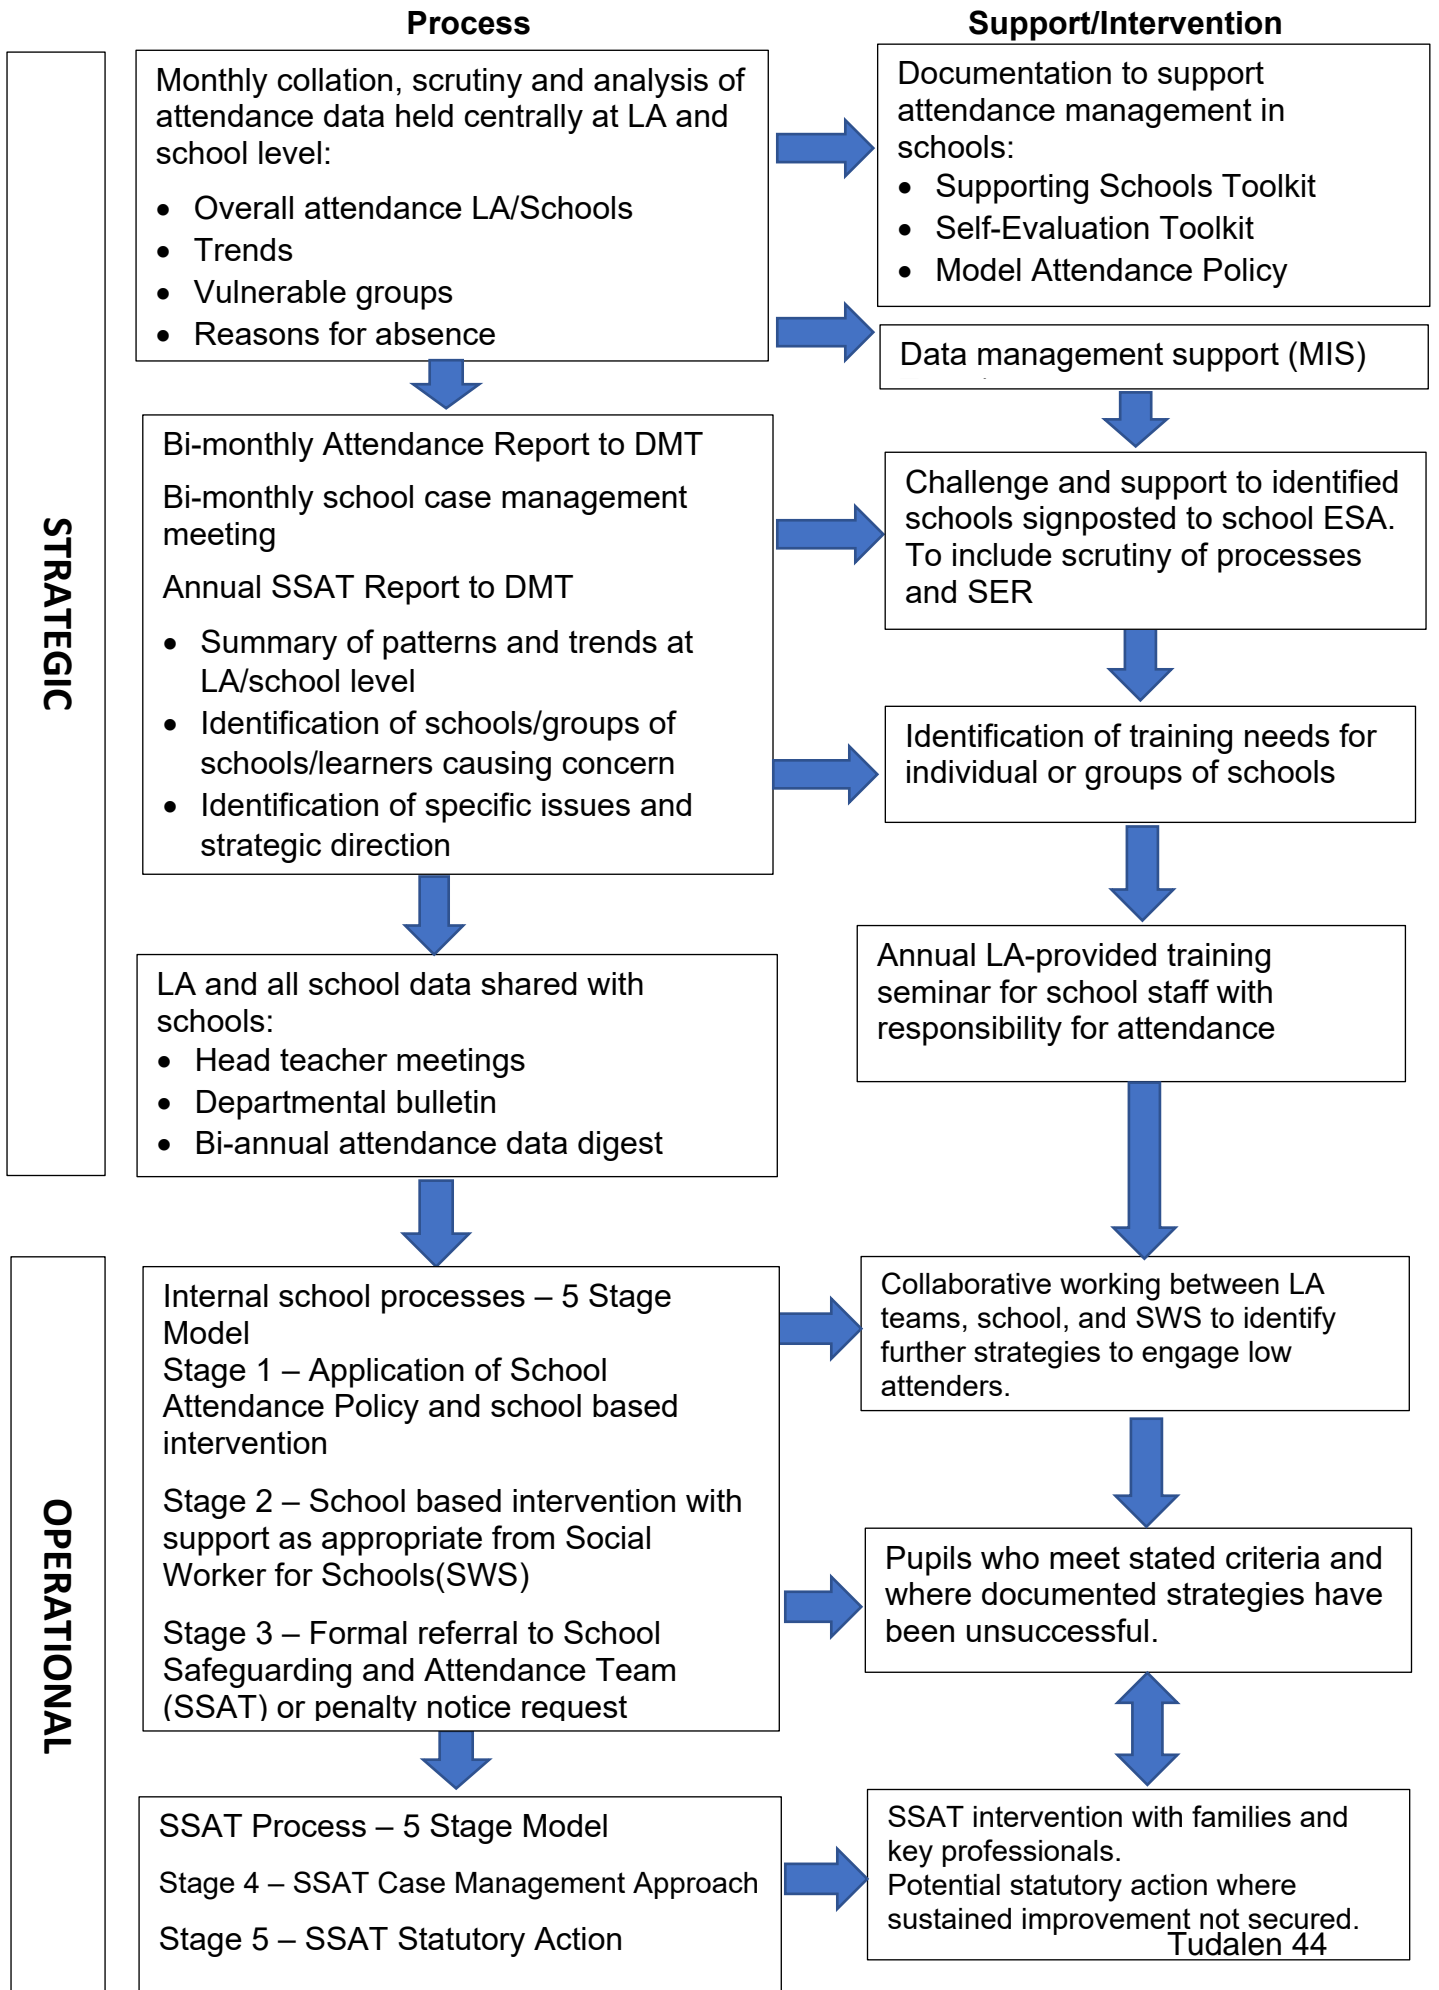 Process
Support/Intervention
STRATEGIC
Monthly collation, scrutiny and analysis of
attendance data held centrally at LA and
school level:
• Overall attendance LA/Schools
• Trends
• Vulnerable groups
• Reasons for absence
Documentation to support
attendance management in
schools:
• Supporting Schools Toolkit
• Self-Evaluation Toolkit
• Model Attendance Policy
Data management support (MIS)
Bi-monthly Attendance Report to DMT
Bi-monthly school case management
meeting
Annual SSAT Report to DMT
• Summary of patterns and trends at
LA/school level
• Identification of schools/groups of
schools/learners causing concern
• Identification of specific issues and
strategic direction
Challenge and support to identified
schools signposted to school ESA.
To include scrutiny of processes
and SER
Identification of training needs for
individual or groups of schools
LA and all school data shared with
schools:
• Head teacher meetings
• Departmental bulletin
• Bi-annual attendance data digest
Annual LA-provided training
seminar for school staff with
responsibility for attendance
OPERATIONAL
Internal school processes – 5 Stage
Model
Stage 1 – Application of School
Attendance Policy and school based
intervention
Stage 2 – School based intervention with
support as appropriate from Social
Worker for Schools(SWS)
Stage 3 – Formal referral to School
Safeguarding and Attendance Team
(SSAT) or penalty notice request
Collaborative working between LA
teams, school, and SWS to identify
further strategies to engage low
attenders.
Pupils who meet stated criteria and
where documented strategies have
been unsuccessful.
SSAT Process – 5 Stage Model
Stage 4 – SSAT Case Management Approach
Stage 5 – SSAT Statutory Action
SSAT intervention with families and
key professionals.
Potential statutory action where
sustained improvement not secured.
Tudalen 44